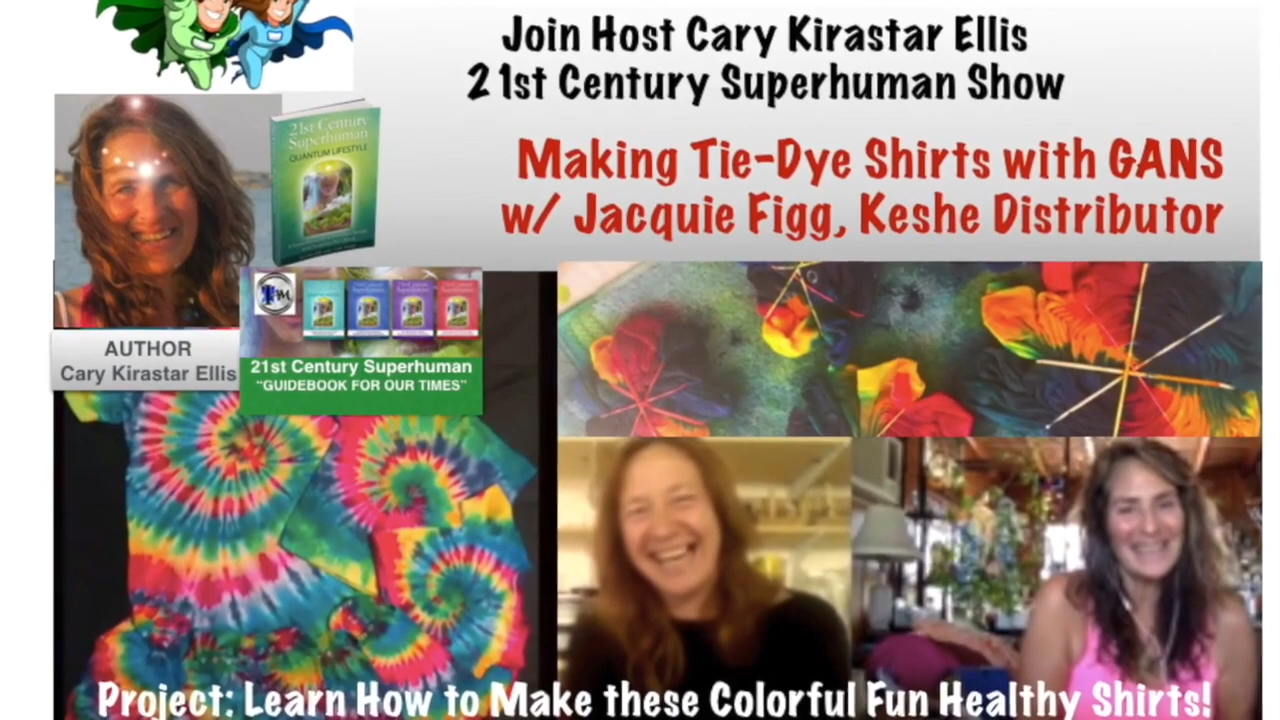 Join Host Cary Kirastar Ellis
21st Century Superhuman Show
Making Tie-Dye Shirts with GANS
w/ Jacquie Figg, Keshe Distributor
21st Century
Superhuman
QUANTUM LIFESTYLE
AUTHOR
Cary Kirastar Ellis
21st Century Superhuman
“GUIDEBOOK FOR OUR TIMES”
Project: Learn How to Make these Colorful Fun Healthy Shirts!